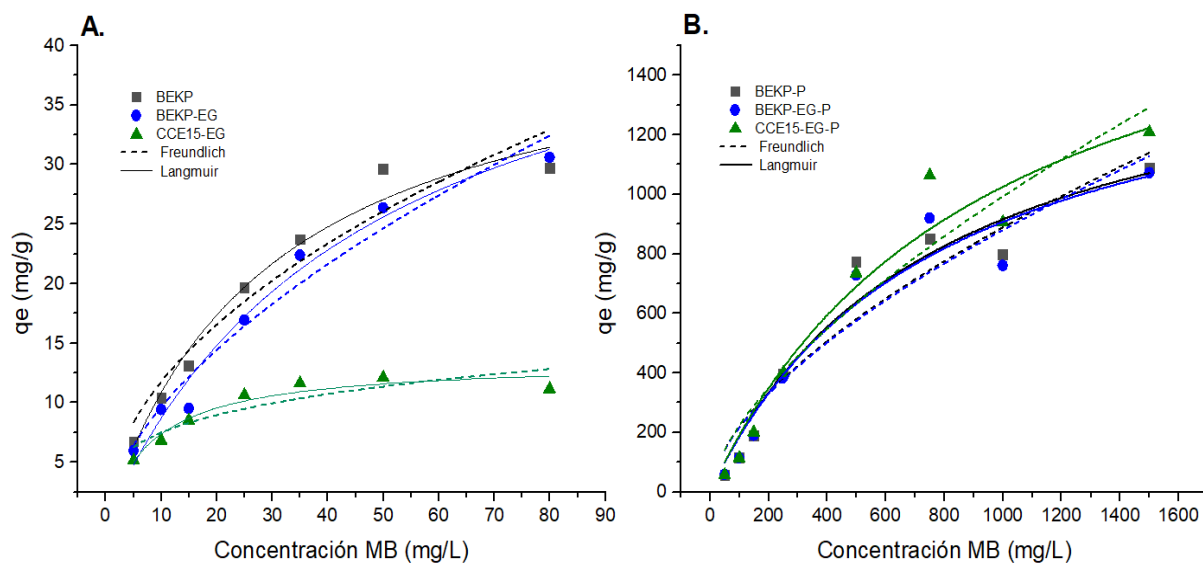 A.
40
35
30
25
20
15
10
5
qe (mg/g)
BEKP
BEKP-EG
CCE15-EG
Freundlich
Langmuir
0 10 20 30 40 50 60 70 80 90
Concentración MB (mg/L)
B.
1400
1200
1000
800
600
400
200
0
qe (mg/g)
BEKP-P
BEKP-EG-P
CCE15-EG-P
Freundlich
Langmuir
0 200 400 600 800 1000 1200 1400 1600
Concentración MB (mg/L)